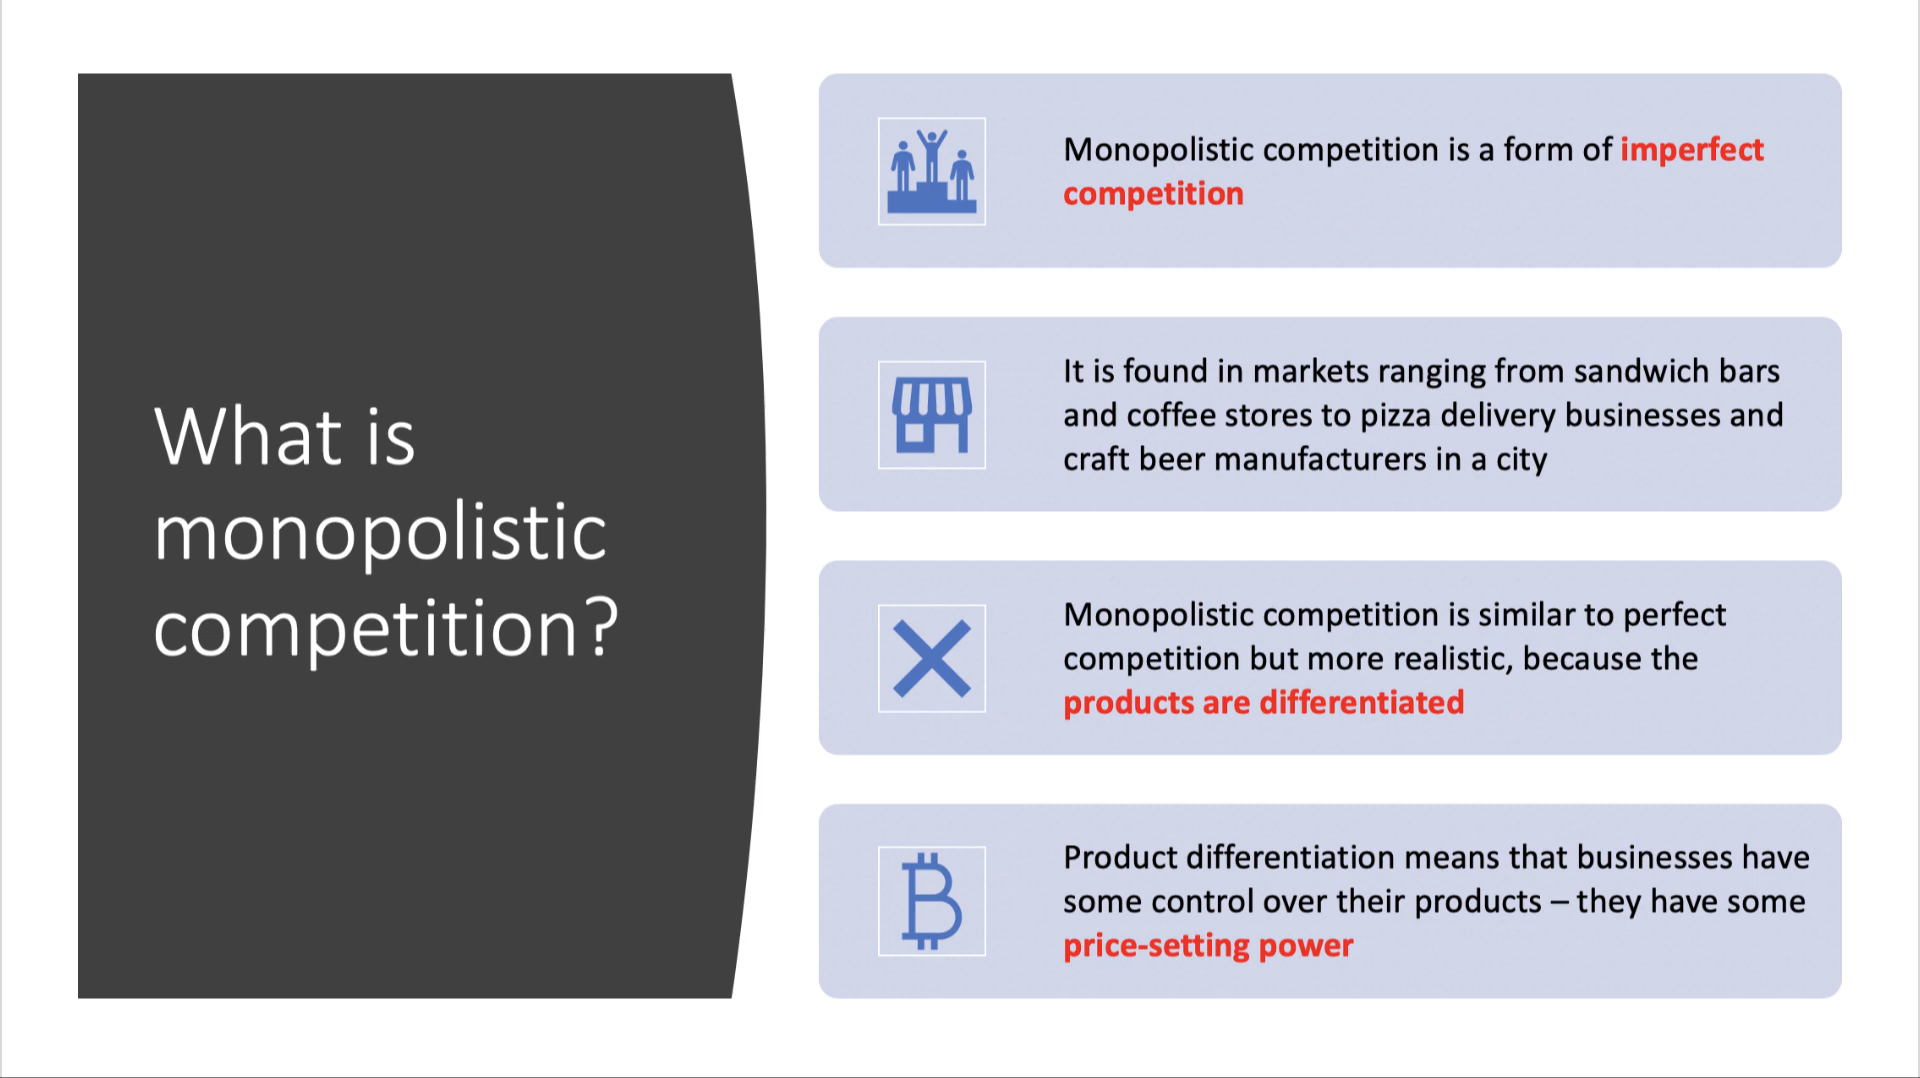 What is
monopolistic
competition?
Monopolistic competition is a form of imperfect
competition
It is found in markets ranging from sandwich bars
and coffee stores to pizza delivery businesses and
craft beer manufacturers in a city
Monopolistic competition is similar to perfect
competition but more realistic, because the
products are differentiated
Product differentiation means that businesses have
some control over their products – they have some
price-setting power